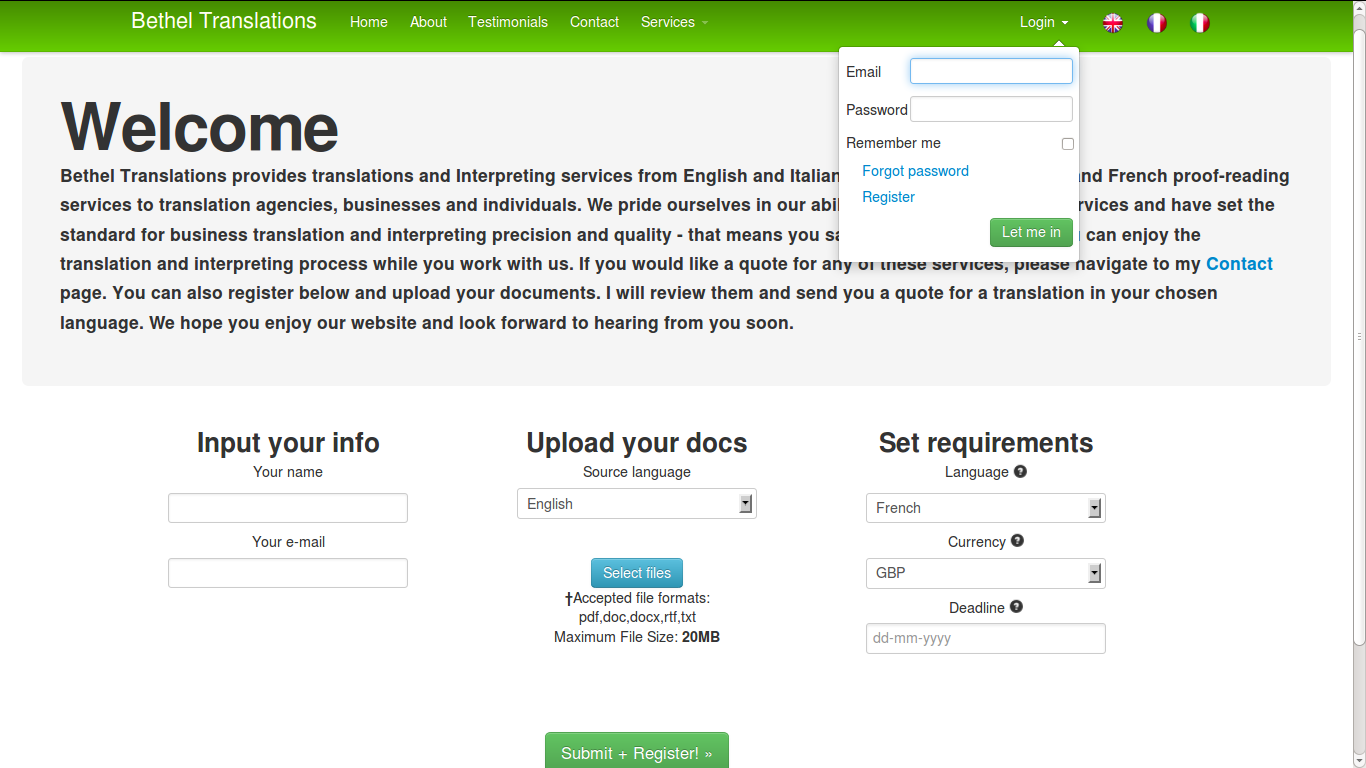 Bethel Translations Home About Testimonials Contact Services Login
Email
Password
Remember me
Forgot password
Register
Let me in
Welcome
Bethel Translations provides translations and Interpreting services from English and Italian and French proof-reading
services to translation agencies, businesses and individuals. We pride ourselves in our and have set the
standard for business translation and interpreting precision and quality - that means you can enjoy the
translation and interpreting process while you work with us. If you would like a quote for any of these services, please navigate to my Contact
page. You can also register below and upload your documents. I will review them and send you a quote for a translation in your chosen
language. We hope you enjoy our website and look forward to hearing from you soon.
Input your info
Your name
Your e-mail
Upload your docs
Source language
English
Select files
†Accepted file formats:
pdf,doc,docx,rtf,txt
Maximum File Size: 20MB
Set requirements
Language ?
French
Currency ?
GBP
Deadline ?
dd-mm-yyyy
Submit + Register! »